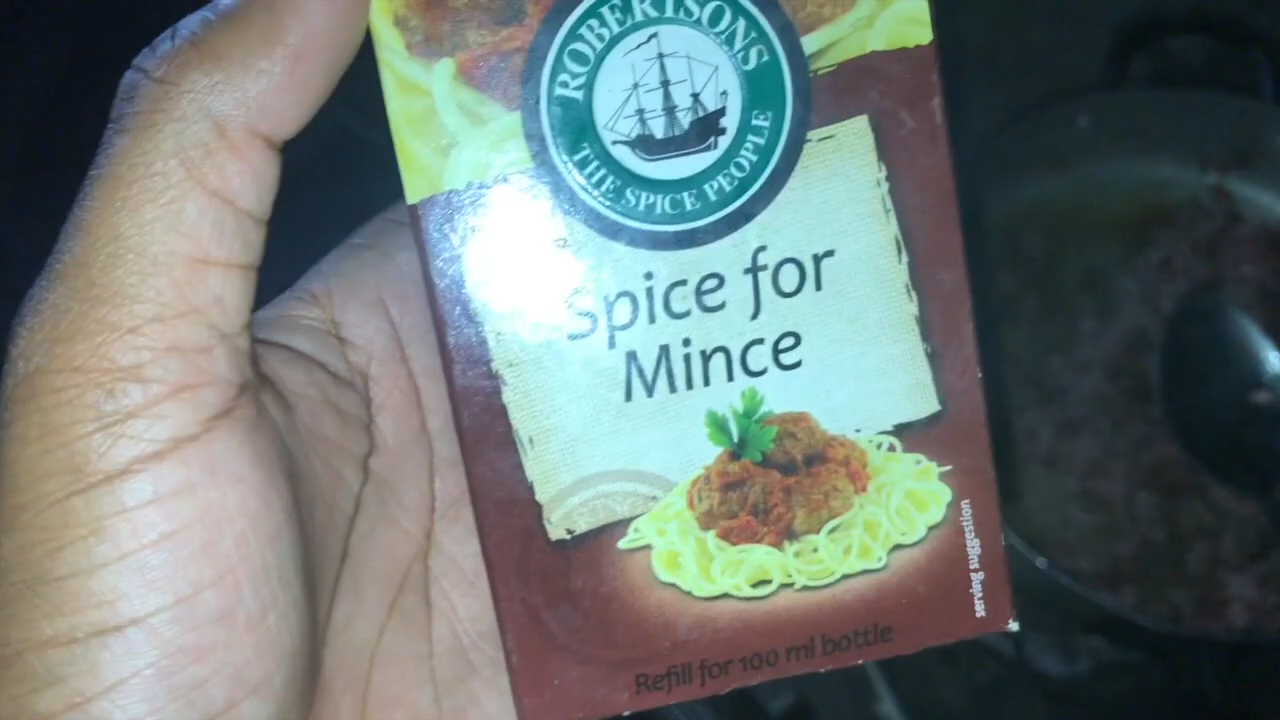 ROBERTSONS
THE SPICE PEOPLE
Spice for
Mince
serving suggestion
Refill for 100 ml bottle